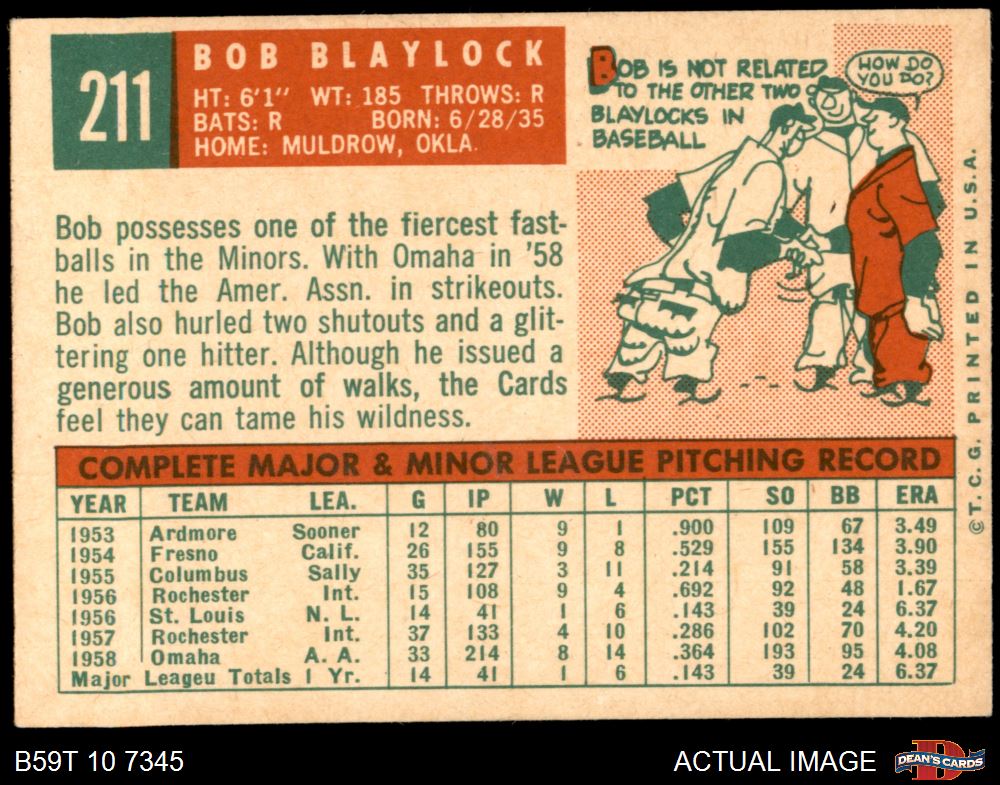 211
BOB BLAYLOCK
HT: 6'1" WT: 185 THROWS: R
BATS: R BORN: 6/28/35
HOME: MULDROW, OKLA.
BOB IS NOT RELATED
TO THE OTHER TWO
BLAYLOCKS IN
BASEBALL
HOW DO
YOU DO?
Bob possesses one of the fiercest fast-
balls in the Minors. With Omaha in '58
he led the Amer. Assn. in strikeouts.
Bob also hurled two shutouts and a glit-
tering one hitter. Although he issued a
generous amount of walks, the Cards
feel they can tame his wildness.
COMPLETE MAJOR & MINOR LEAGUE PITCHING RECORD
YEAR TEAM LEA. G IP W L PCT SO BB ERA
1953 Ardmore Sooner 12 80 9 1 .900 109 67 3.49
1954 Fresno Calif. 26 155 9 8 .529 155 134 3.90
1955 Columbus Sally 35 127 3 11 .214 91 58 3.39
1956 Rochester Int. 15 108 9 4 .692 92 48 1.67
1956 St. Louis N. L. 14 41 1 6 .143 39 24 6.37
1957 Rochester Int. 37 133 4 10 .286 102 70 4.20
1958 Omaha A. A. 33 214 8 14 .364 193 95 4.08
Major Leageu Totals 1 Yr. 14 41 1 6 .143 39 24 6.37
© T. C. G. PRINTED IN U. S. A.
B59T 10 7345
ACTUAL IMAGE
D
DEAN'S CARDS